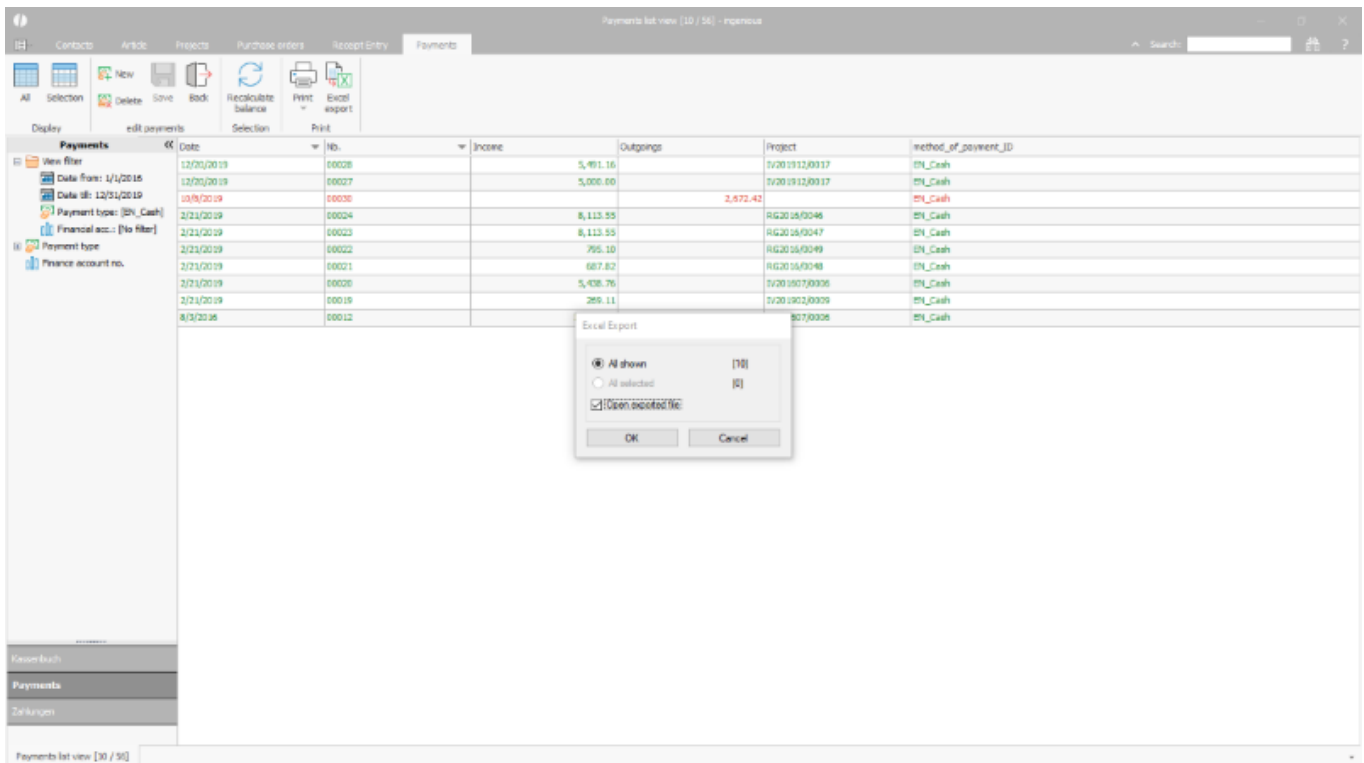 Payments list view [10 / 56] - ingenious
Contacts Article Projects Purchase orders Receipt Entry Payments Search: ?
All Selection New Delete Save Back Recalculate balance Print Excel export
Display edit payments Selection Print
Payments
View filter
Date from: 1/1/2016
Date till: 12/31/2019
Payment type: [EN_Cash]
Financial acc.: [No filter]
Payment type
Finance account no.
Date No. Income Outgoings Project method_of_payment_ID
12/20/2019 00028 5,491.16 IV201912/0017 EN_Cash
12/20/2019 00027 5,000.00 IV201912/0017 EN_Cash
10/8/2019 00030 2,672.42 EN_Cash
2/21/2019 00024 8,113.55 RG2016/0046 EN_Cash
2/21/2019 00023 8,113.55 RG2016/0047 EN_Cash
2/21/2019 00022 795.10 RG2016/0049 EN_Cash
2/21/2019 00021 687.82 RG2016/0048 EN_Cash
2/21/2019 00020 5,438.76 IV201607/0006 EN_Cash
2/21/2019 00019 269.11 IV201902/0009 EN_Cash
8/3/2016 00012 607/0006 EN_Cash
Excel Export
All shown [10]
All selected [0]
Open exported file
OK Cancel
Kassenbuch
Payments
Zahlungen
Payments list view [10 / 56]